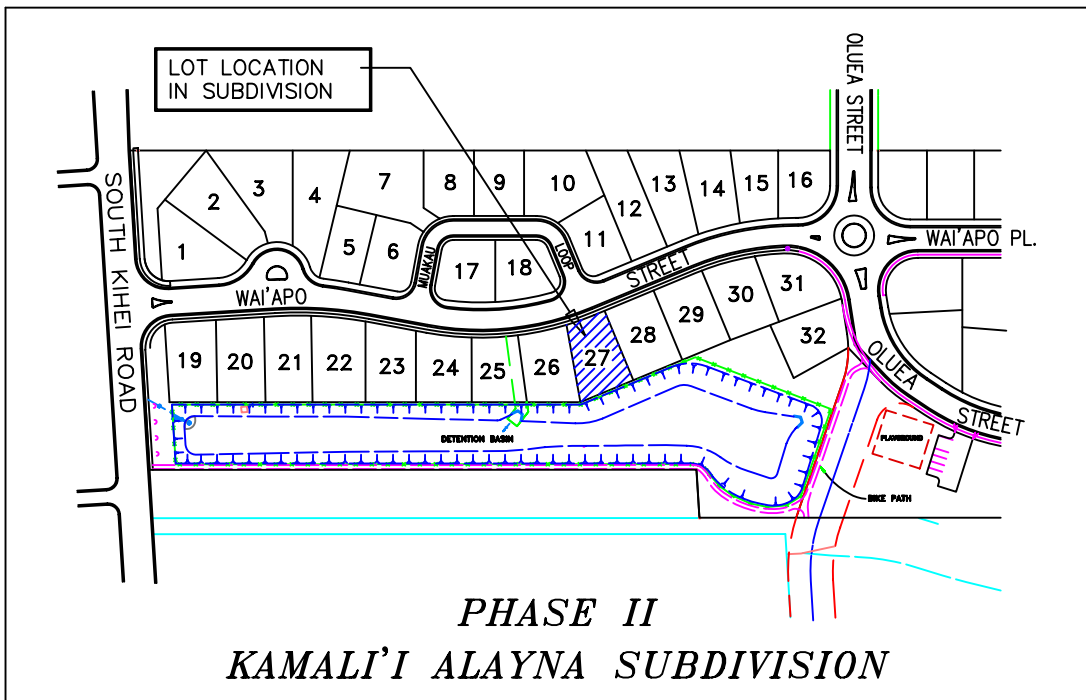 LOT LOCATION
IN SUBDIVISION
OLUEA STREET
SOUTH KIHEI ROAD
1
2
3
4
5
6
7
8
9
10
11
12
13
14
15
16
MUAKAU
LOOP
17
18
WAI'APO
STREET
WAI'APO PL.
19
20
21
22
23
24
25
26
27
28
29
30
31
32
OLUEA
STREET
DETENTION BASIN
PLAYGROUND
BIKE PATH
PHASE II
KAMALI'I ALAYNA SUBDIVISION